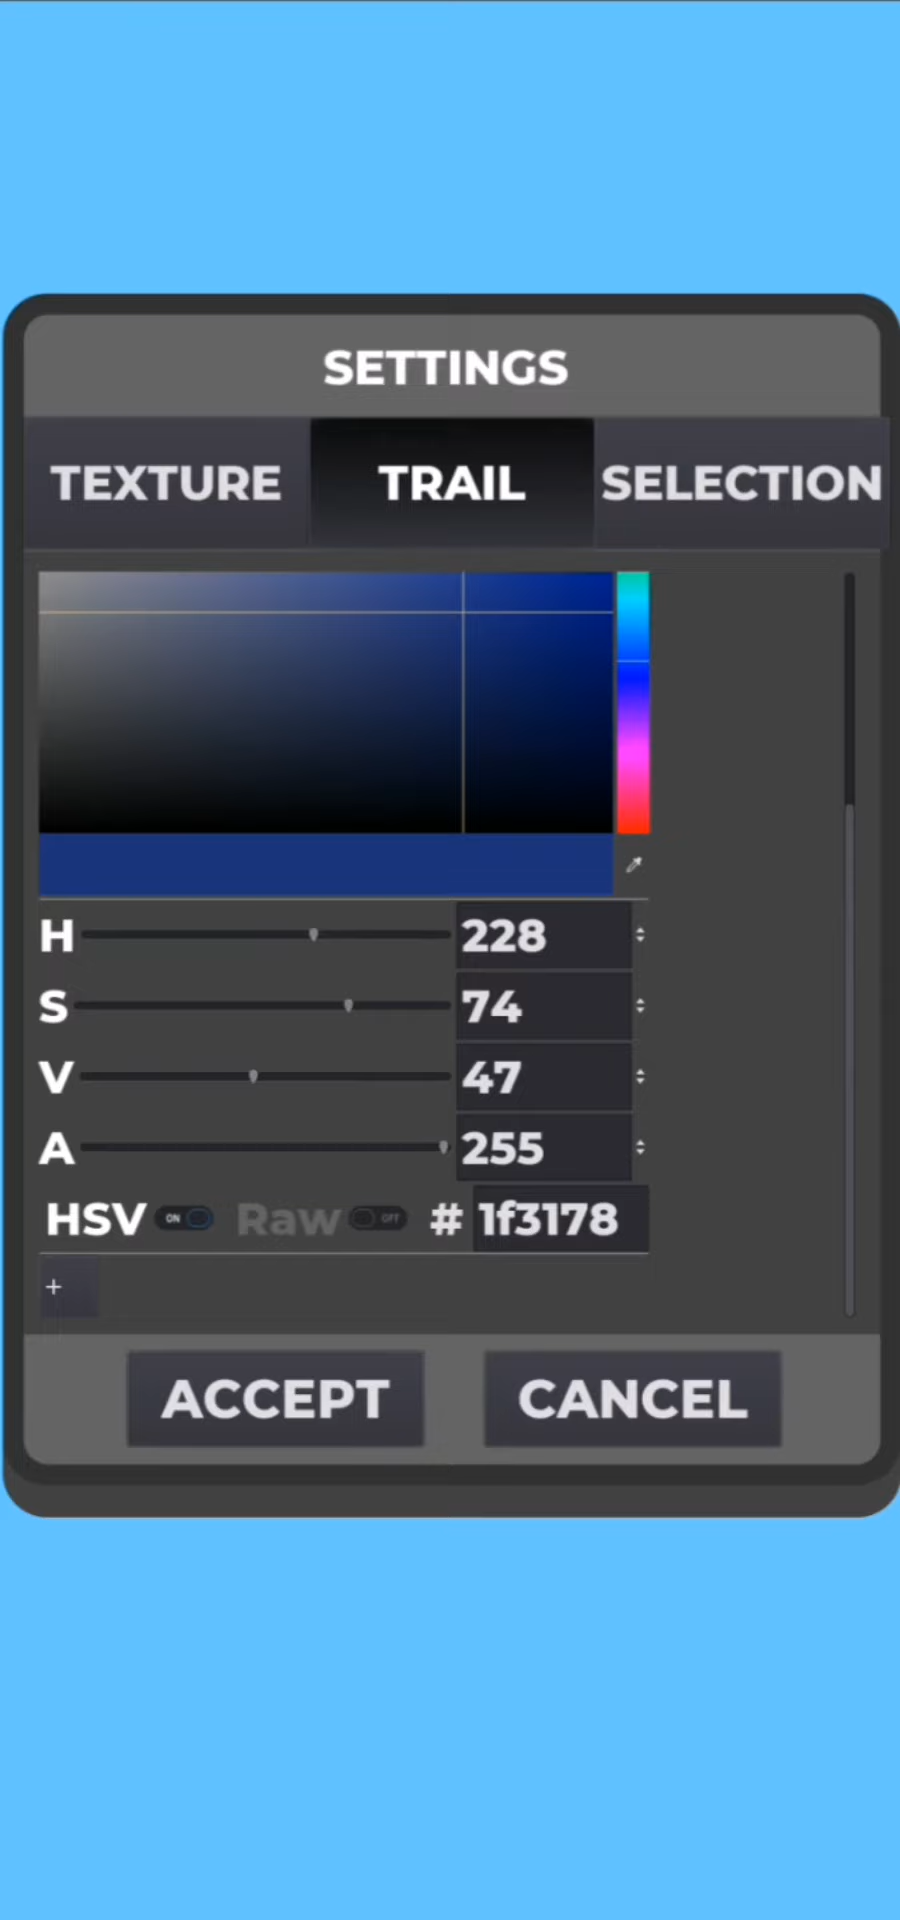 SETTINGS
TEXTURE TRAIL SELECTION
H 228
S 74
V 47
A 255
HSV ON Raw OFF # 1f3178
+
ACCEPT CANCEL